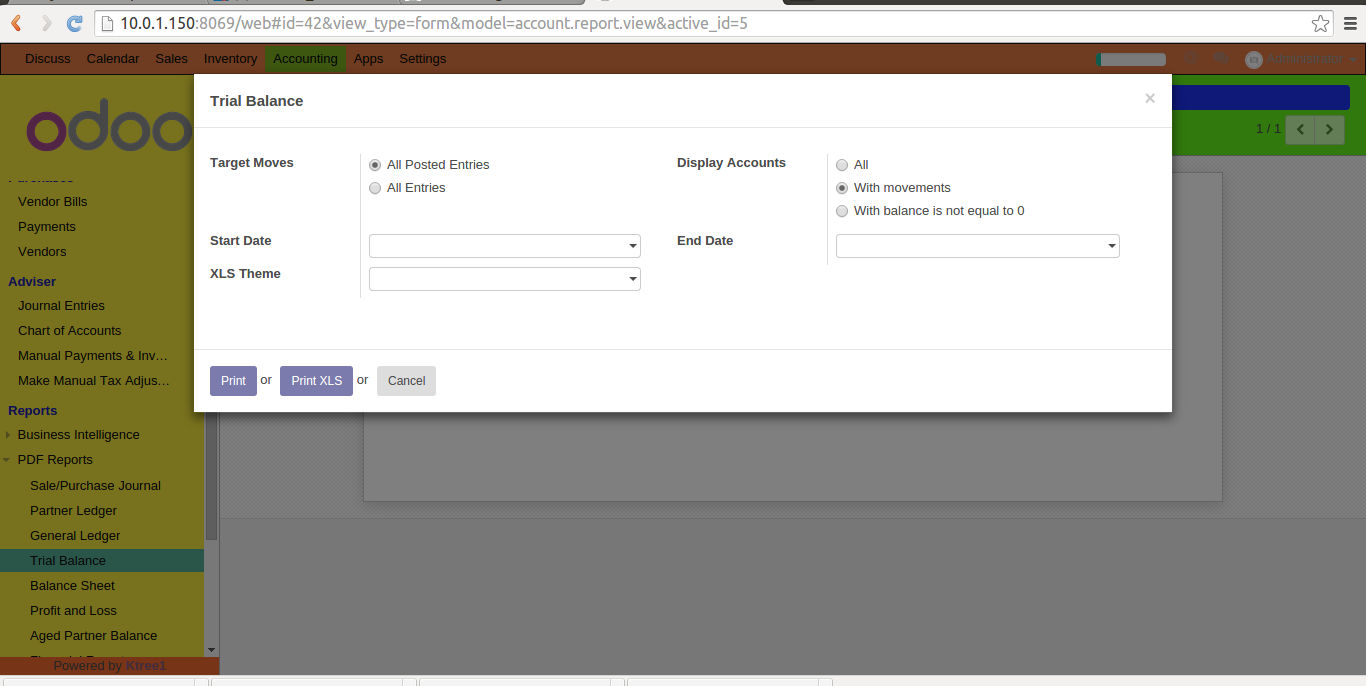 10.0.1.150:8069/web#id=42&view_type=form&model=account.report.view&active_id=5
Discuss Calendar Sales Inventory Accounting Apps Settings Administrator
odoo
Trial Balance ×
1 / 1
Target Moves
All Posted Entries
All Entries
Display Accounts
All
With movements
With balance is not equal to 0
Start Date
End Date
XLS Theme
Print or Print XLS or Cancel
Purchases
Vendor Bills
Payments
Vendors
Adviser
Journal Entries
Chart of Accounts
Manual Payments & Inv...
Make Manual Tax Adjus...
Reports
Business Intelligence
PDF Reports
Sale/Purchase Journal
Partner Ledger
General Ledger
Trial Balance
Balance Sheet
Profit and Loss
Aged Partner Balance
Powered by Ktree1